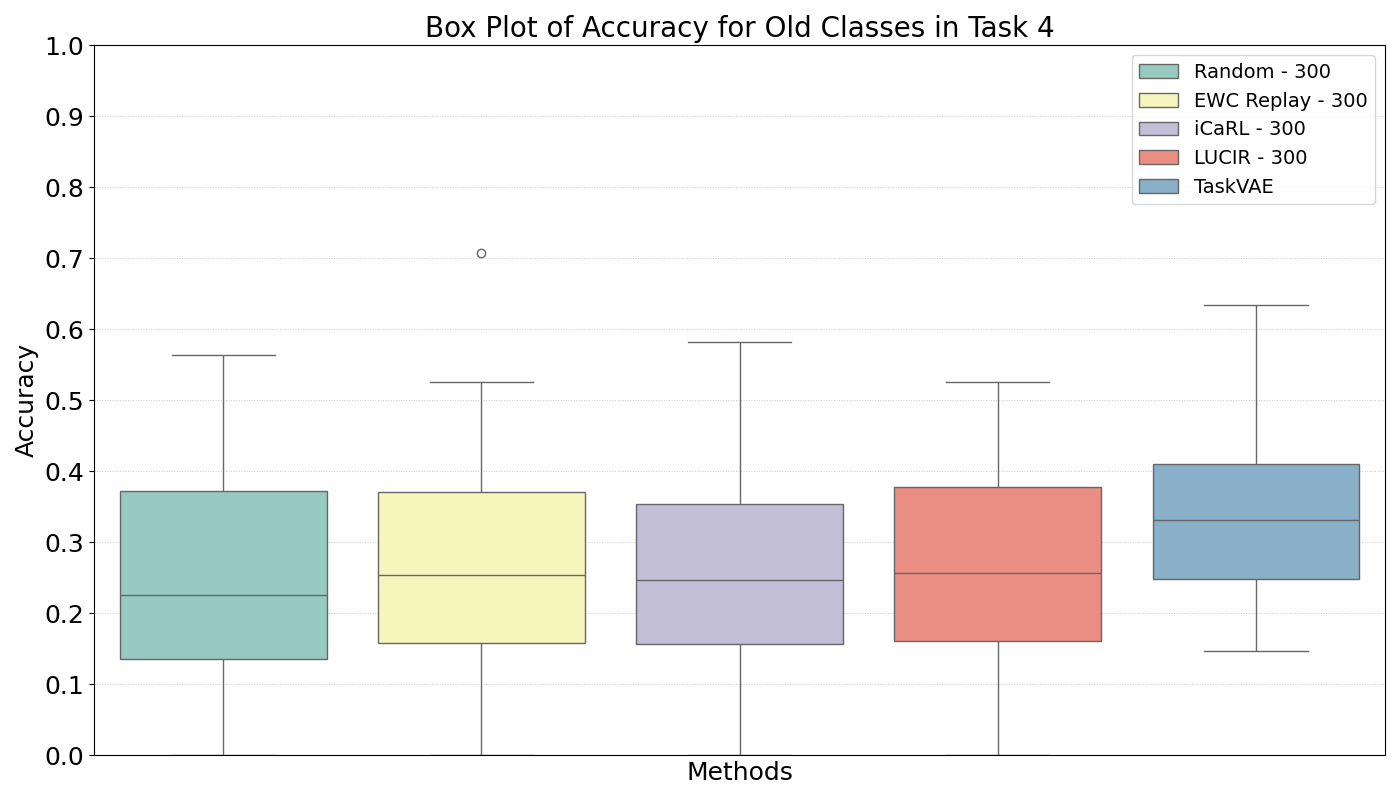 Box Plot of Accuracy for Old Classes in Task 4
1.0
0.9
0.8
0.7
0.6
0.5
0.4
0.3
0.2
0.1
0.0
Accuracy
Methods
Random - 300
EWC Replay - 300
iCaRL - 300
LUCIR - 300
TaskVAE